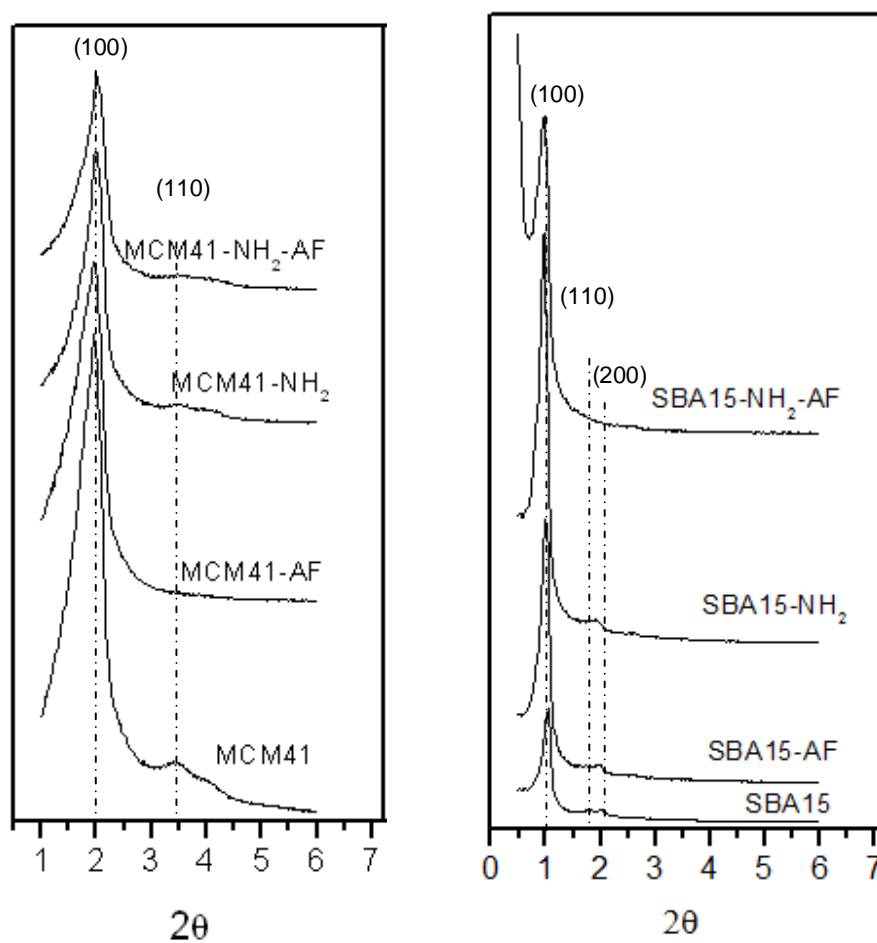 (100)
(110)
MCM41-NH₂-AF
MCM41-NH₂
MCM41-AF
MCM41
1 2 3 4 5 6 7
2θ
(100)
(110)
(200)
SBA15-NH₂-AF
SBA15-NH₂
SBA15-AF
SBA15
0 1 2 3 4 5 6 7
2θ